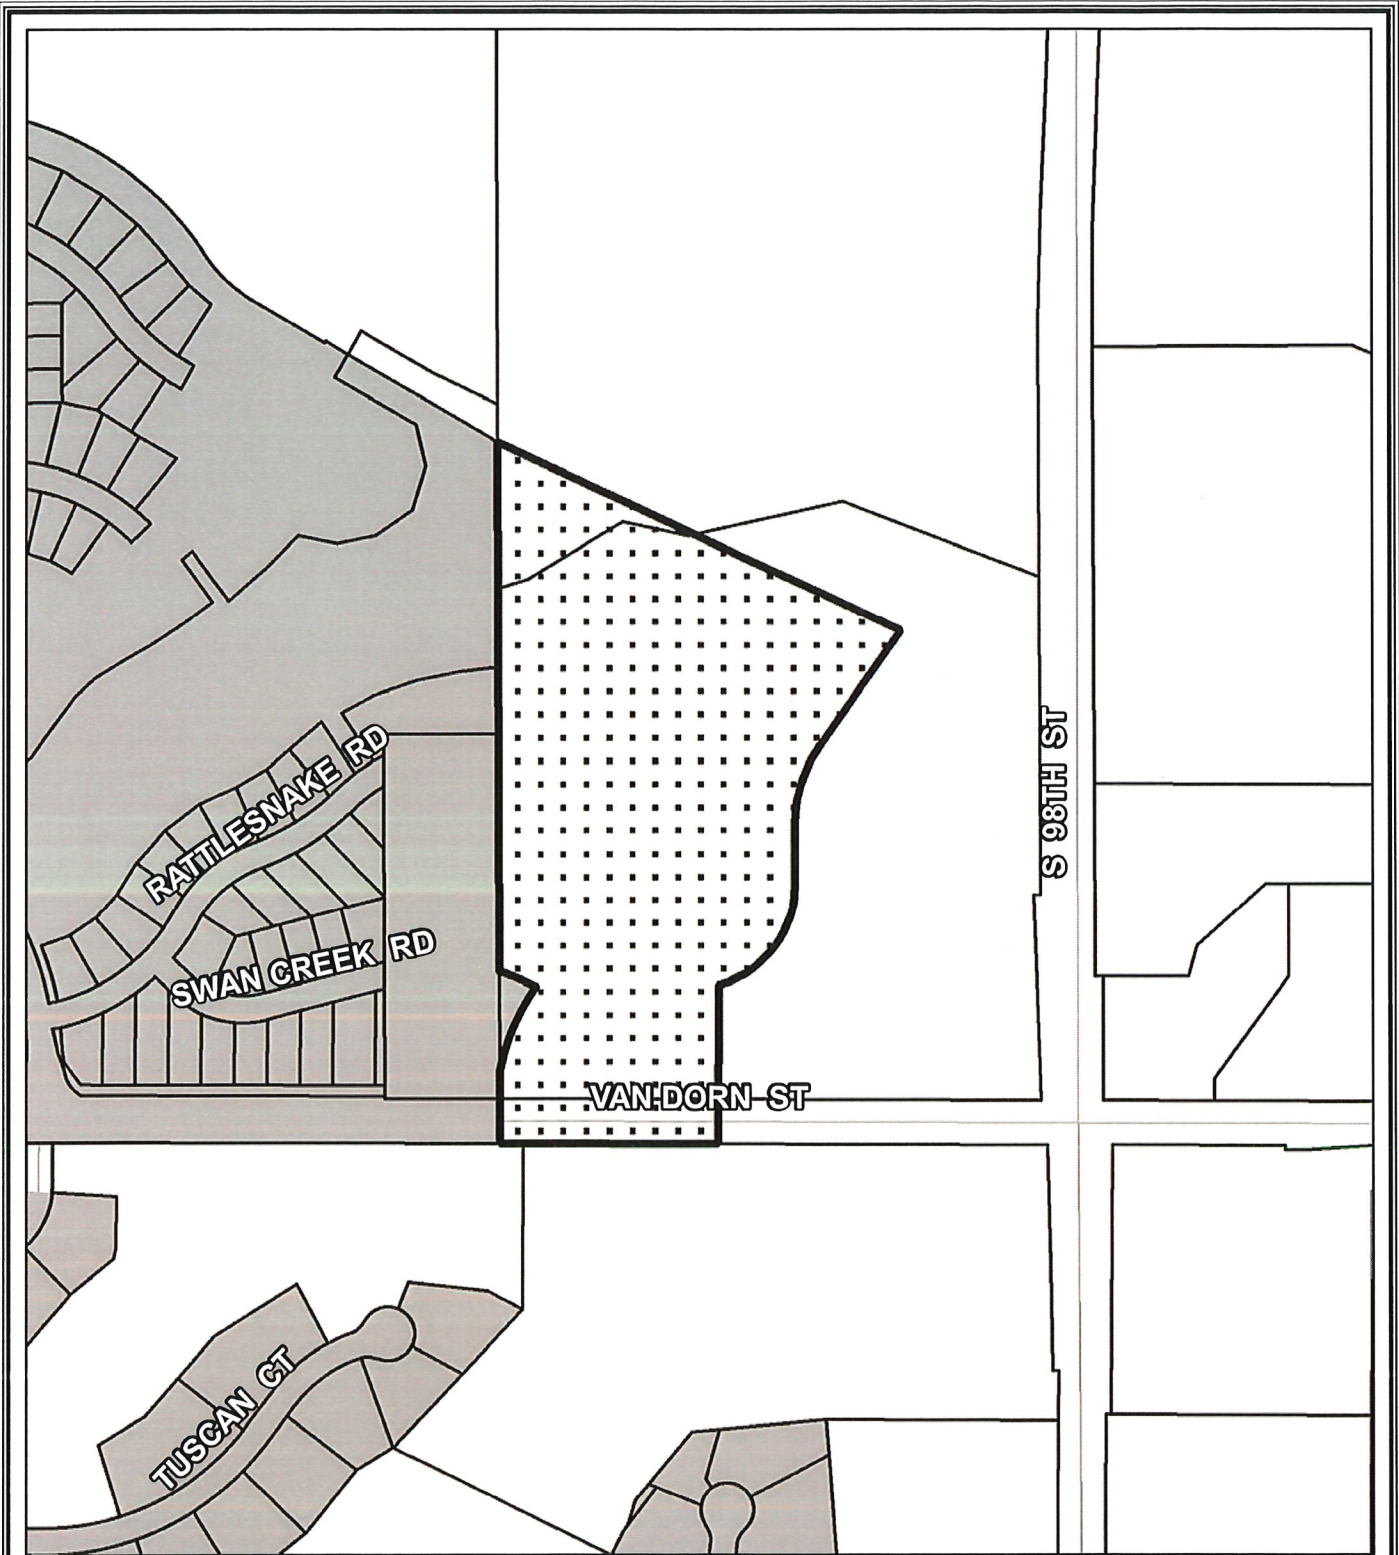 RATTLESNAKE RD
S 98TH ST
SWAN CREEK RD
VAN DORN ST
TUSCAN CT